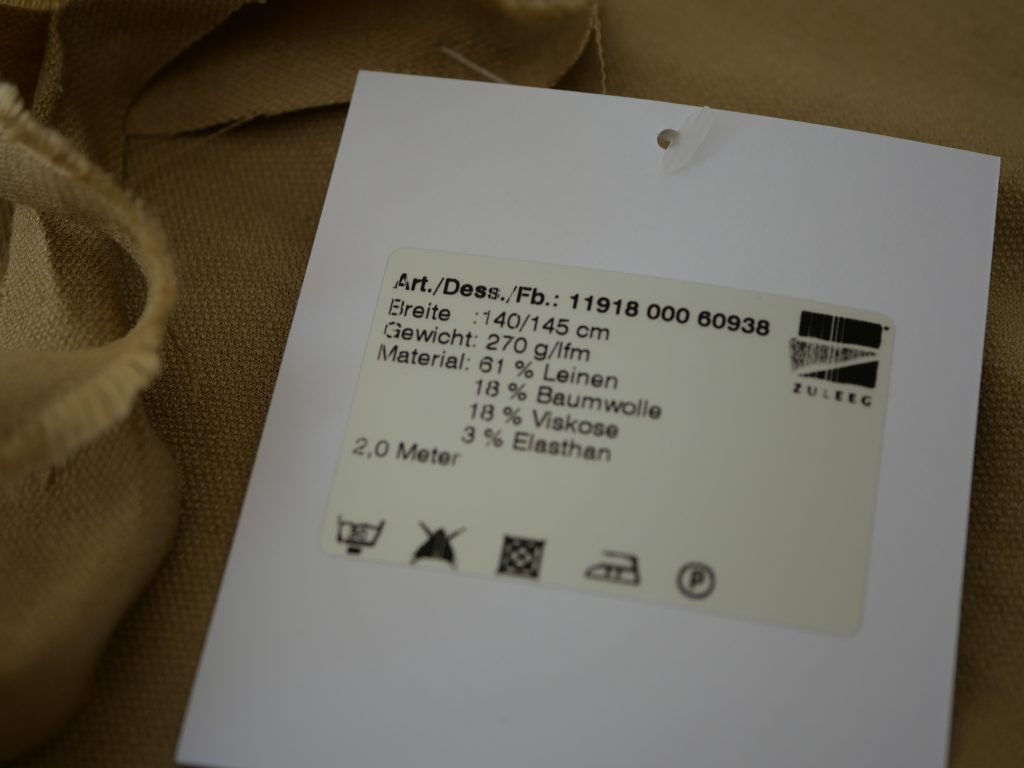 Art./Dess./Fb.: 11918 000 60938
Breite :140/145 cm
Gewicht: 270 g/lfm
Material: 61 % Leinen
18 % Baumwolle
18 % Viskose
3 % Elasthan
2,0 Meter
ZULEEG
30
P